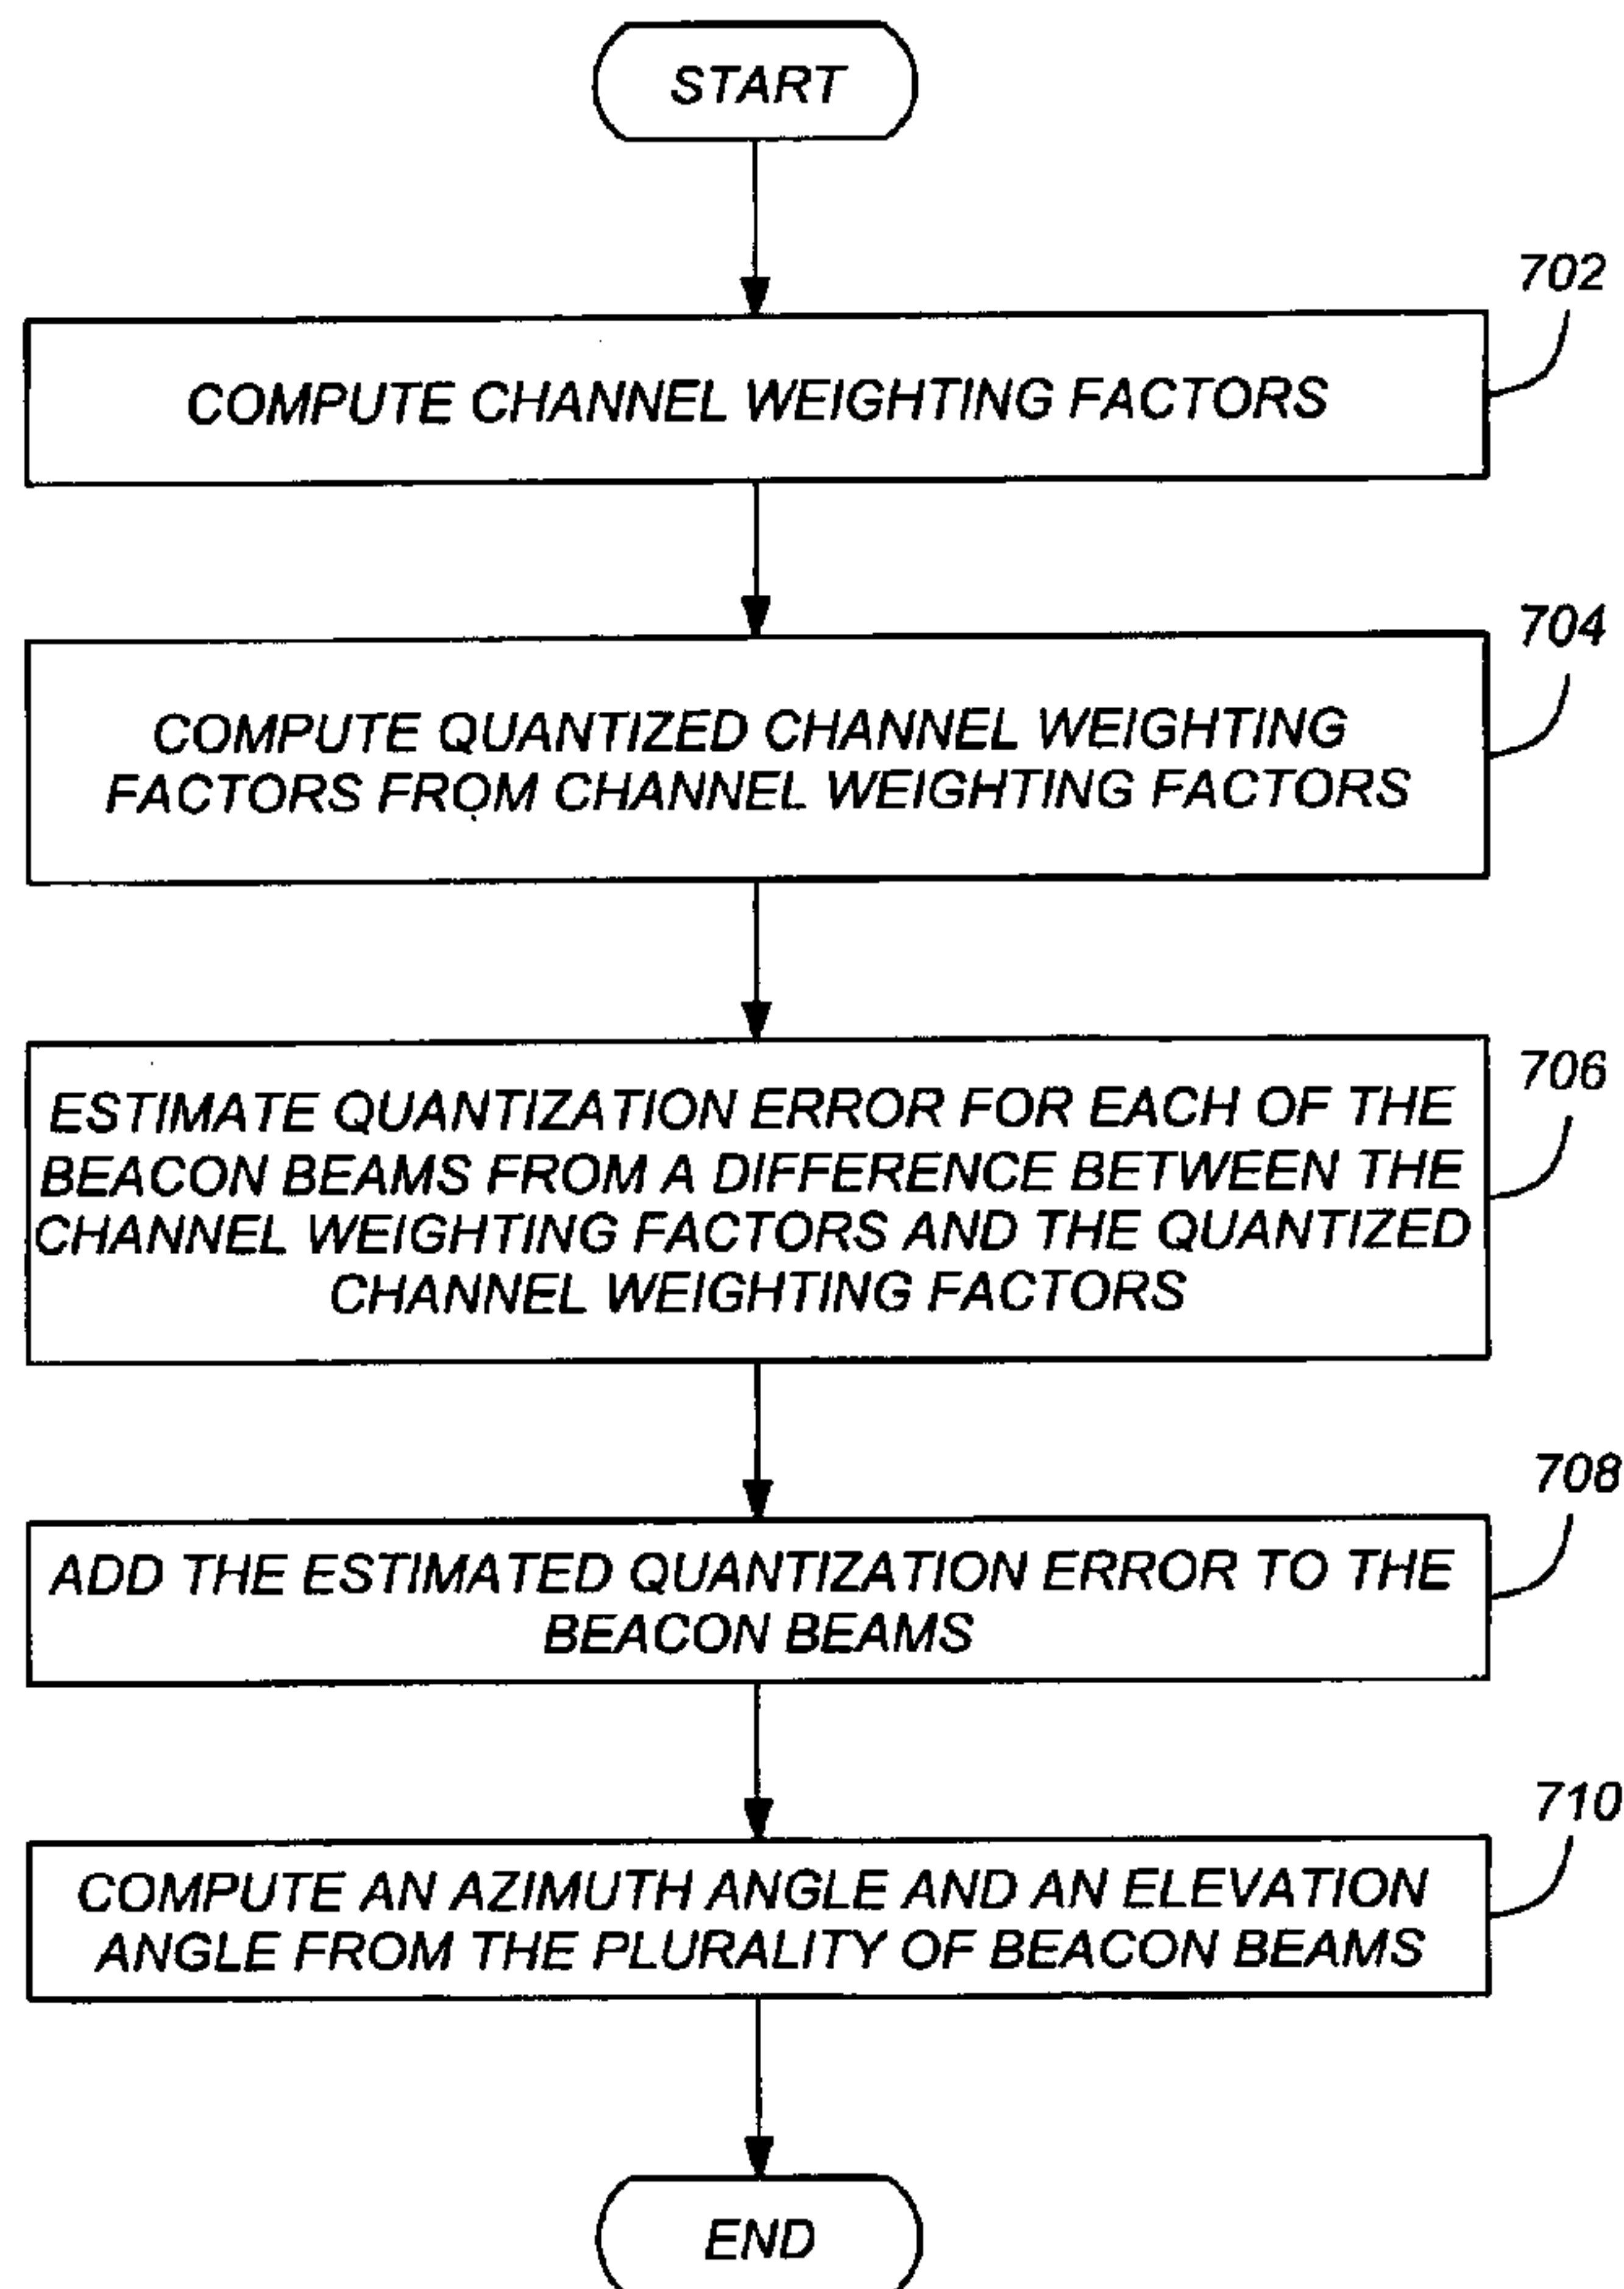 START
702
COMPUTE CHANNEL WEIGHTING FACTORS
704
COMPUTE QUANTIZED CHANNEL WEIGHTING
FACTORS FROM CHANNEL WEIGHTING FACTORS
706
ESTIMATE QUANTIZATION ERROR FOR EACH OF THE
BEACON BEAMS FROM A DIFFERENCE BETWEEN THE
CHANNEL WEIGHTING FACTORS AND THE QUANTIZED
CHANNEL WEIGHTING FACTORS
708
ADD THE ESTIMATED QUANTIZATION ERROR TO THE
BEACON BEAMS
710
COMPUTE AN AZIMUTH ANGLE AND AN ELEVATION
ANGLE FROM THE PLURALITY OF BEACON BEAMS
END